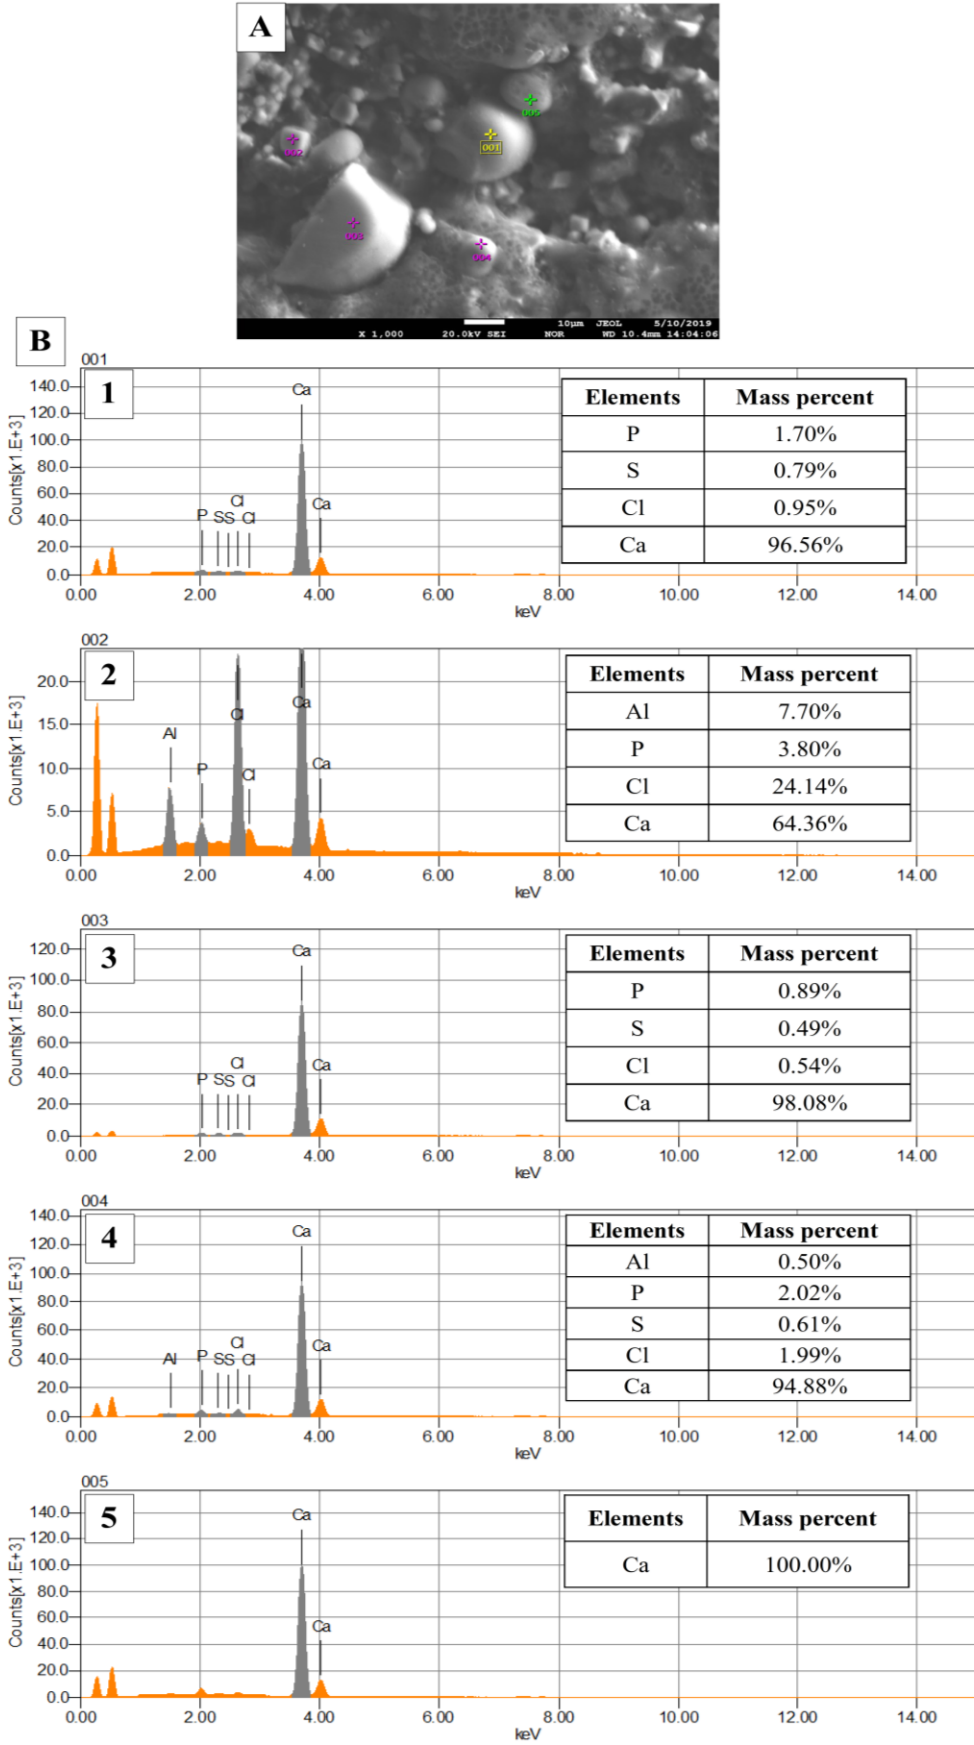 A
005
001
002
003
004
10µm JEOL 5/10/2019
X 1,000 20.0kV SEI NOR WD 10.4mm 14:04:06
B
001
1
Counts[x1.E+3]
140.0
120.0
100.0
80.0
60.0
40.0
20.0
0.0
P S S Cl Cl Ca Ca
0.00 2.00 4.00 6.00 8.00 10.00 12.00 14.00
keV
Elements Mass percent
P 1.70%
S 0.79%
Cl 0.95%
Ca 96.56%
002
2
Counts[x1.E+3]
20.0
15.0
10.0
5.0
0.0
Al P Cl Cl Ca Ca
0.00 2.00 4.00 6.00 8.00 10.00 12.00 14.00
keV
Elements Mass percent
Al 7.70%
P 3.80%
Cl 24.14%
Ca 64.36%
003
3
Counts[x1.E+3]
120.0
100.0
80.0
60.0
40.0
20.0
0.0
P S S Cl Cl Ca Ca
0.00 2.00 4.00 6.00 8.00 10.00 12.00 14.00
keV
Elements Mass percent
P 0.89%
S 0.49%
Cl 0.54%
Ca 98.08%
004
4
Counts[x1.E+3]
140.0
120.0
100.0
80.0
60.0
40.0
20.0
0.0
Al P S S Cl Cl Ca Ca
0.00 2.00 4.00 6.00 8.00 10.00 12.00 14.00
keV
Elements Mass percent
Al 0.50%
P 2.02%
S 0.61%
Cl 1.99%
Ca 94.88%
005
5
Counts[x1.E+3]
140.0
120.0
100.0
80.0
60.0
40.0
20.0
0.0
Ca Ca
0.00 2.00 4.00 6.00 8.00 10.00 12.00 14.00
keV
Elements Mass percent
Ca 100.00%